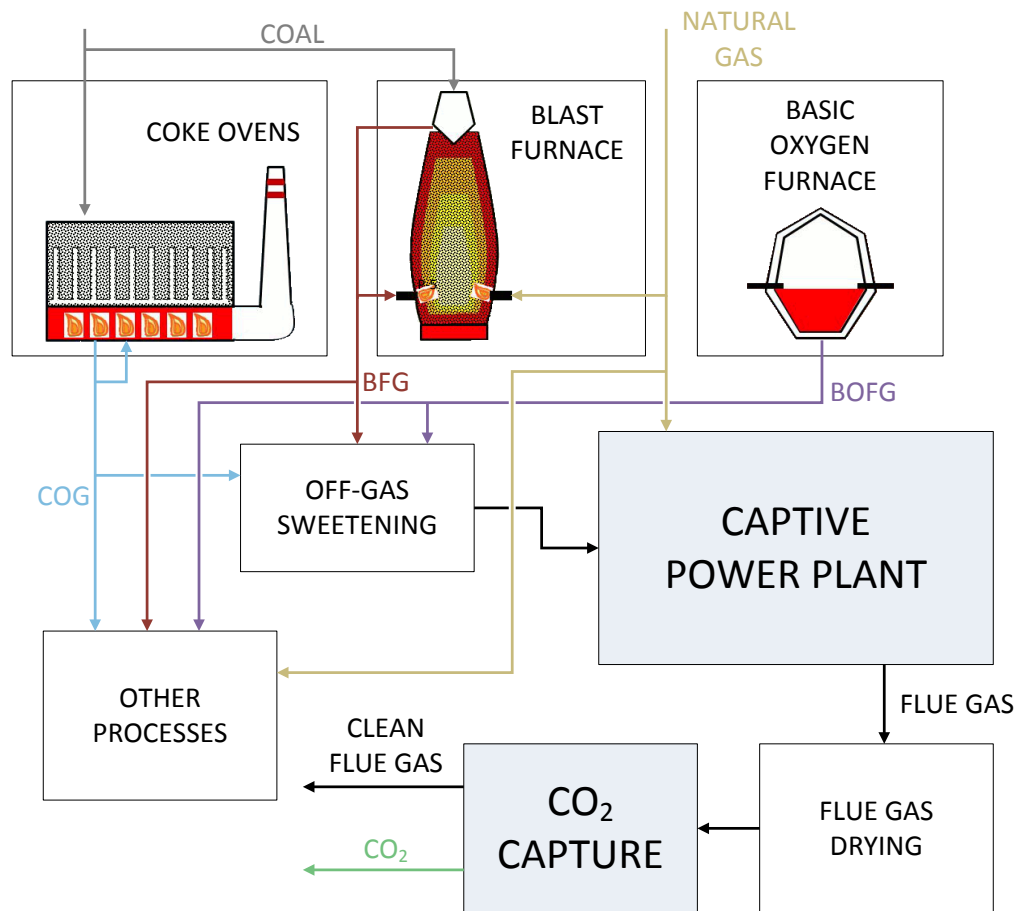 COAL
NATURAL
GAS
COKE OVENS
BLAST
FURNACE
BASIC
OXYGEN
FURNACE
BFG
BOFG
COG
OFF-GAS
SWEETENING
CAPTIVE
POWER PLANT
OTHER
PROCESSES
FLUE GAS
CLEAN
FLUE GAS
CO₂
CAPTURE
FLUE GAS
DRYING
CO₂